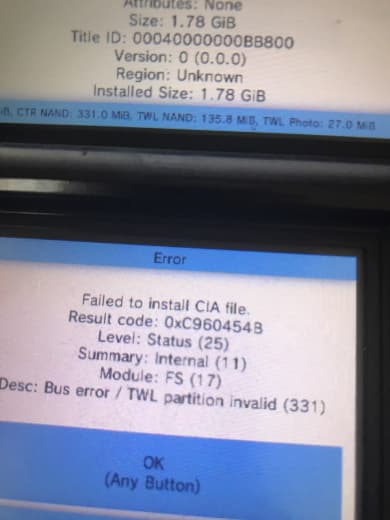 Attributes: None
Size: 1.78 GiB
Title ID: 00040000000BB800
Version: 0 (0.0.0)
Region: Unknown
Installed Size: 1.78 GiB
iB, CTR NAND: 331.0 MiB, TWL NAND: 135.8 MiB, TWL Photo: 27.0 MiB
Error
Failed to install CIA file.
Result code: 0xC960454B
Level: Status (25)
Summary: Internal (11)
Module: FS (17)
Desc: Bus error / TWL partition invalid (331)
OK
(Any Button)